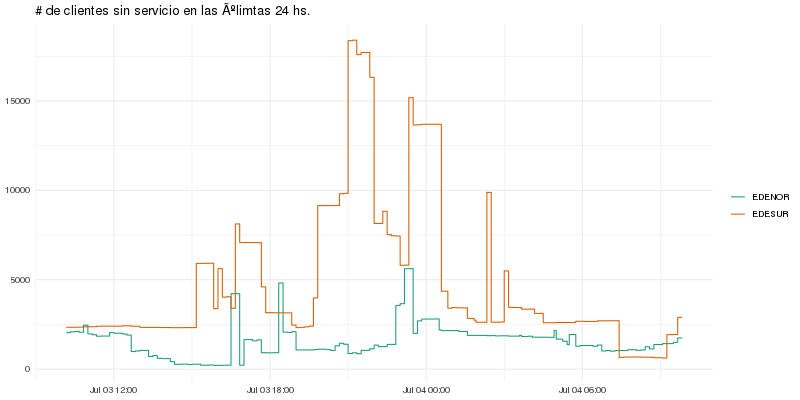 # de clientes sin servicio en las Ãºlimtas 24 hs.
15000
10000
5000
0
Jul 03 12:00
Jul 03 18:00
Jul 04 00:00
Jul 04 06:00
EDENOR
EDESUR